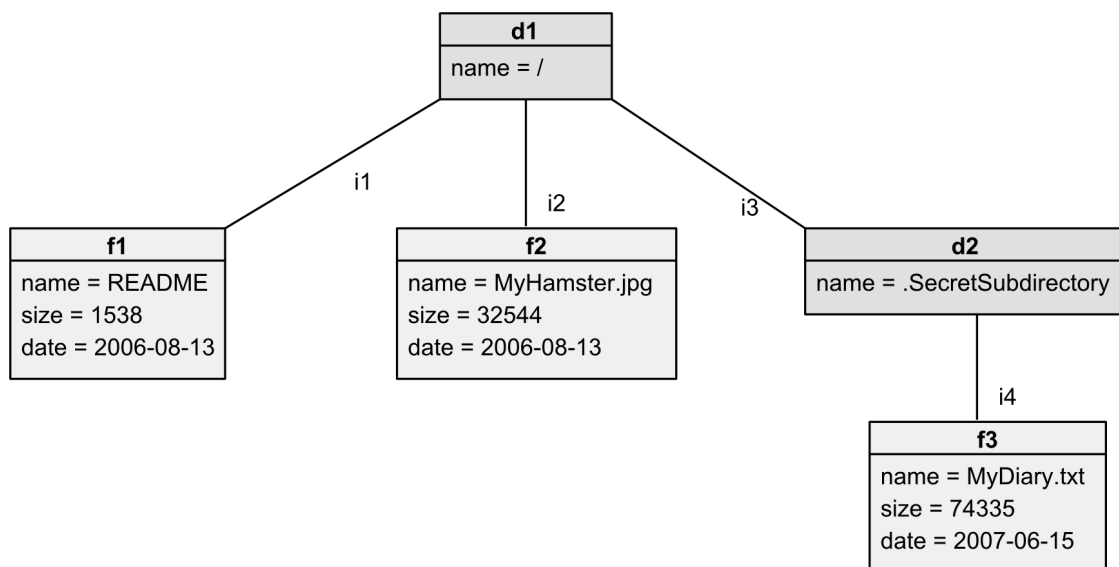 d1
name = /
i1
i2
i3
f1
name = README
size = 1538
date = 2006-08-13
f2
name = MyHamster.jpg
size = 32544
date = 2006-08-13
d2
name = .SecretSubdirectory
i4
f3
name = MyDiary.txt
size = 74335
date = 2007-06-15